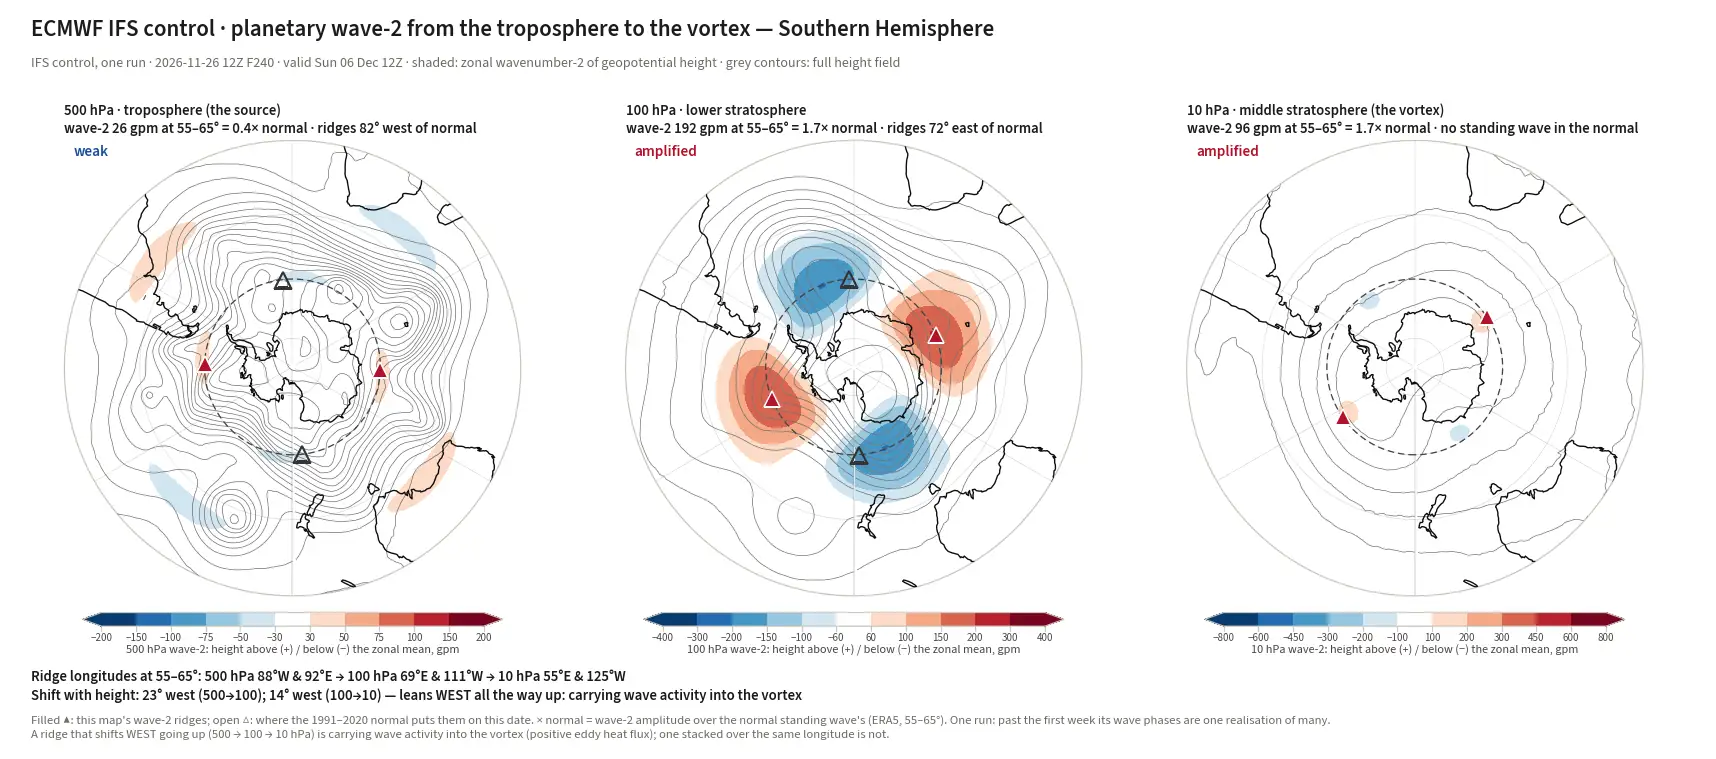 ECMWF IFS control · planetary wave-2 from the troposphere to the vortex — Southern Hemisphere
IFS control, one run · 2026-11-26 12Z F240 · valid Sun 06 Dec 12Z · shaded: zonal wavenumber-2 of geopotential height · grey contours: full height field
500 hPa · troposphere (the source)
wave-2 26 gpm at 55–65° = 0.4× normal · ridges 82° west of normal
weak
100 hPa · lower stratosphere
wave-2 192 gpm at 55–65° = 1.7× normal · ridges 72° east of normal
amplified
10 hPa · middle stratosphere (the vortex)
wave-2 96 gpm at 55–65° = 1.7× normal · no standing wave in the normal
amplified
−200 −150 −100 −75 −50 −30 30 50 75 100 150 200
500 hPa wave-2: height above (+) / below (−) the zonal mean, gpm
−400 −300 −200 −150 −100 −60 60 100 150 200 300 400
100 hPa wave-2: height above (+) / below (−) the zonal mean, gpm
−800 −600 −450 −300 −200 −100 100 200 300 450 600 800
10 hPa wave-2: height above (+) / below (−) the zonal mean, gpm
Ridge longitudes at 55–65°: 500 hPa 88°W & 92°E → 100 hPa 69°E & 111°W → 10 hPa 55°E & 125°W
Shift with height: 23° west (500→100); 14° west (100→10) — leans WEST all the way up: carrying wave activity into the vortex
Filled ▲: this map's wave-2 ridges; open △: where the 1991–2020 normal puts them on this date. × normal = wave-2 amplitude over the normal standing wave's (ERA5, 55–65°). One run: past the first week its wave phases are one realisation of many.
A ridge that shifts WEST going up (500 → 100 → 10 hPa) is carrying wave activity into the vortex (positive eddy heat flux); one stacked over the same longitude is not.